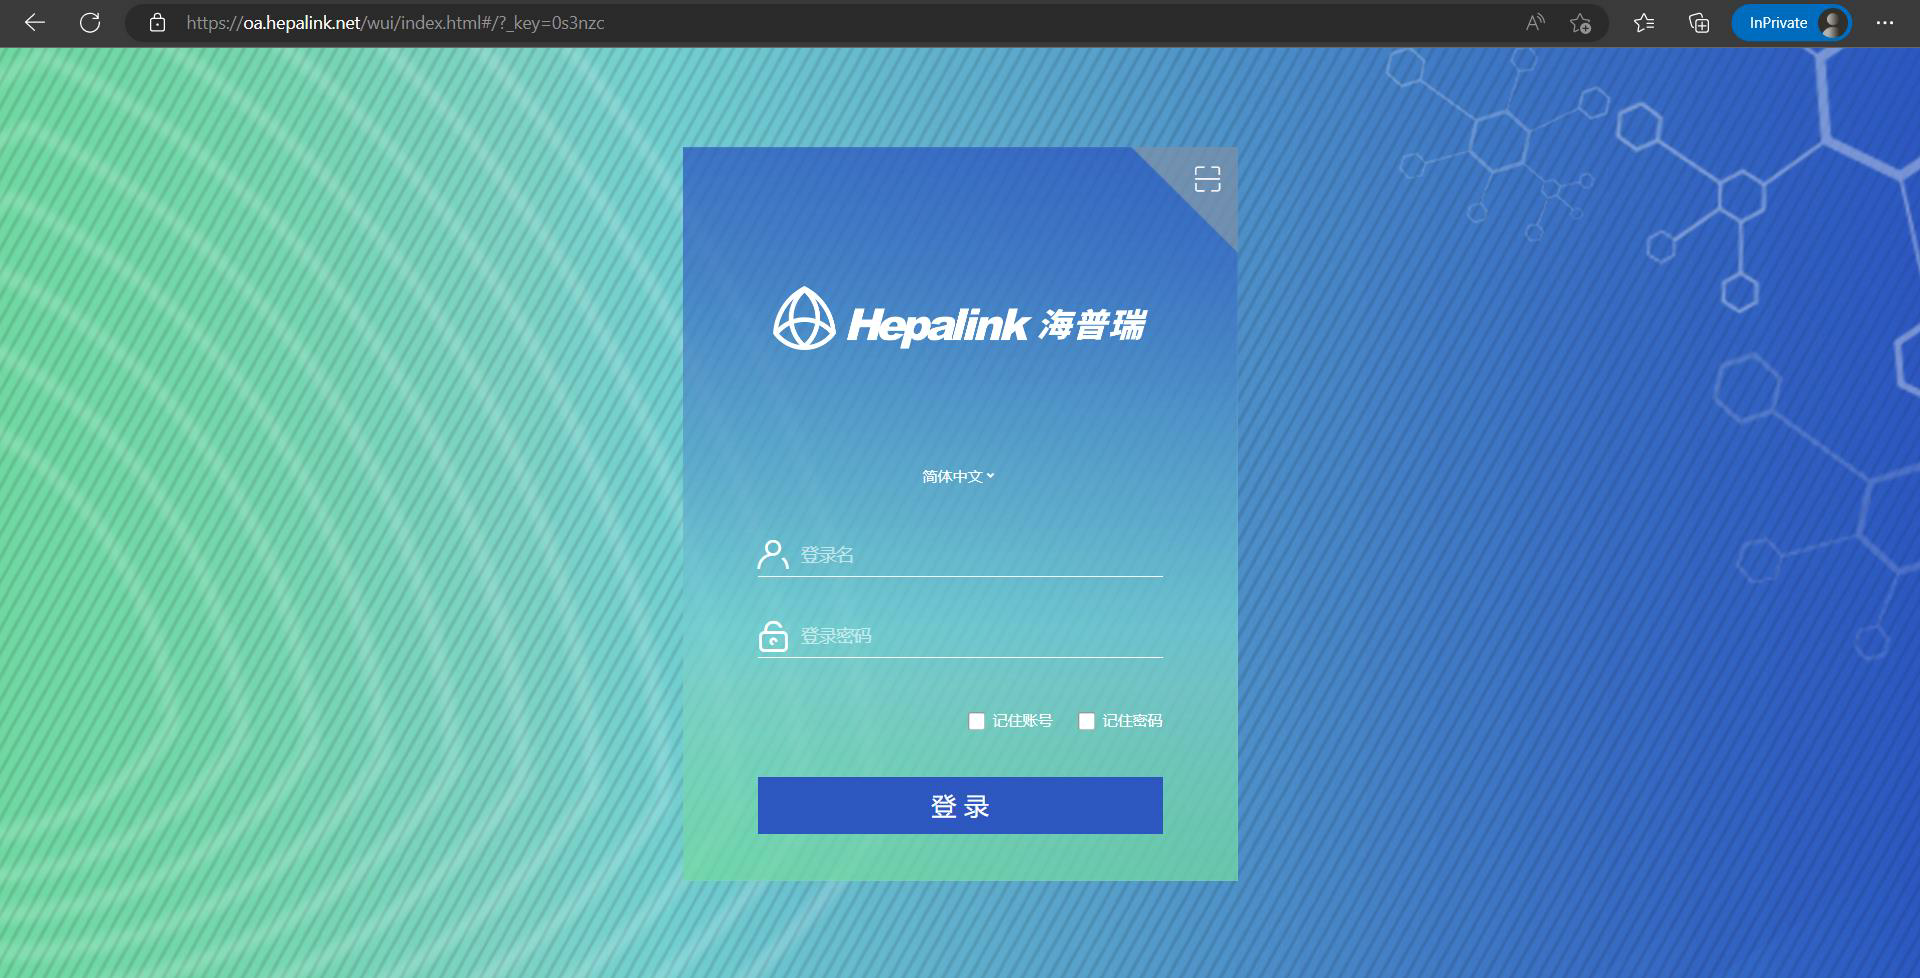 https://oa.hepalink.net/wui/index.html#/?_key=0s3nzc
InPrivate
Hepalink 海普瑞
简体中文
登录名
登录密码
记住账号 记住密码
登录